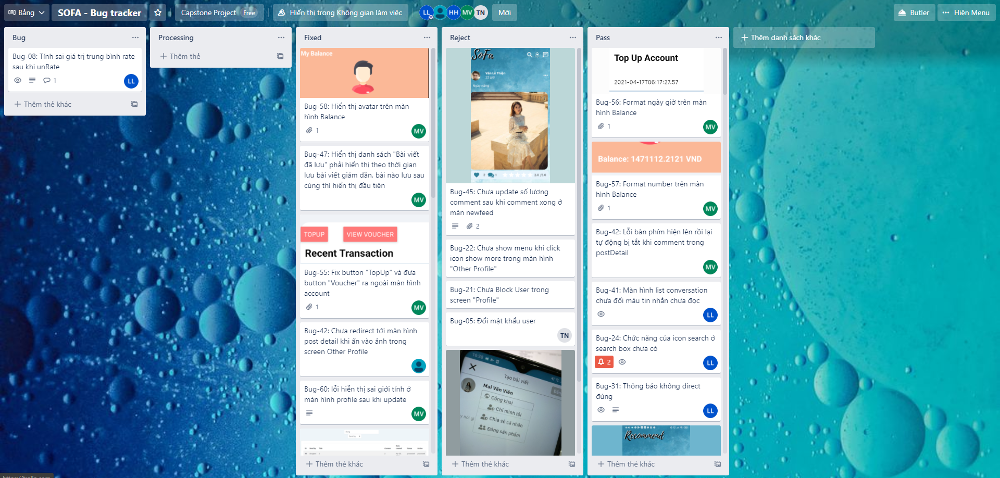 Bảng
SOFA - Bug tracker
Capstone Project Free
Hiển thị trong Không gian làm việc
LL HH MV TN
Mời
Butler
Hiện Menu
Bug
Bug-08: Tính sai giá trị trung bình rate
sau khi unRate
1
LL
Thêm thẻ khác
Processing
Thêm thẻ
Fixed
My Balance
Bug-58: Hiển thị avatar trên màn
hình Balance
1
MV
Bug-47: Hiển thị danh sách "Bài viết
đã lưu" phải hiển thị theo thời gian
lưu bài viết giảm dần, bài nào lưu sau
cùng thì hiển thị đầu tiên
MV
TOPUP VIEW VOUCHER
Recent Transaction
Bug-55: Fix button "TopUp" và đưa
button "Voucher" ra ngoài màn hình
account
1
MV
Bug-42: Chưa redirect tới màn hình
post detail khi ấn vào ảnh trong
screen Other Profile
Bug-60: lỗi hiễn thị sai giới tính ở
màn hình profile sau khi update
MV
Thêm thẻ khác
Reject
SoFa
Văn Lê Thiện
22 giờ
Ngày nắng
2 1 3.0 /5.0
Bug-45: Chưa update số lượng
comment sau khi comment xong ở
màn newfeed
2
Bug-22: Chưa show menu khi click
icon show more trong màn hình
"Other Profile"
Bug-21: Chưa Block User trong
screen "Profile"
Bug-05: Đổi mật khẩu user
TN
16:38
Tạo bài viết
Mai Văn Viên
Công khai
Chỉ mình tôi
Chia sẻ cá nhân
Đăng sản phẩm
Thêm thẻ khác
Pass
Top Up Account
2021-04-17T06:17:27.57
Bug-56: Format ngày giờ trên màn
hình Balance
1
MV
Balance: 1471112.2121 VND
Bug-57: Format number trên màn
hình Balance
1
MV
Bug-42: Lỗi bàn phím hiện lên rồi lại
tự động bị tắt khi comment trong
postDetail
MV
Bug-41: Màn hình list conversation
chưa đổi màu tin nhắn chưa đọc
LL
Bug-24: Chức năng của icon search ở
search box chưa có
2
LL
Bug-31: Thông báo không direct
đúng
LL
Recommend
Thêm thẻ khác
Thêm danh sách khác